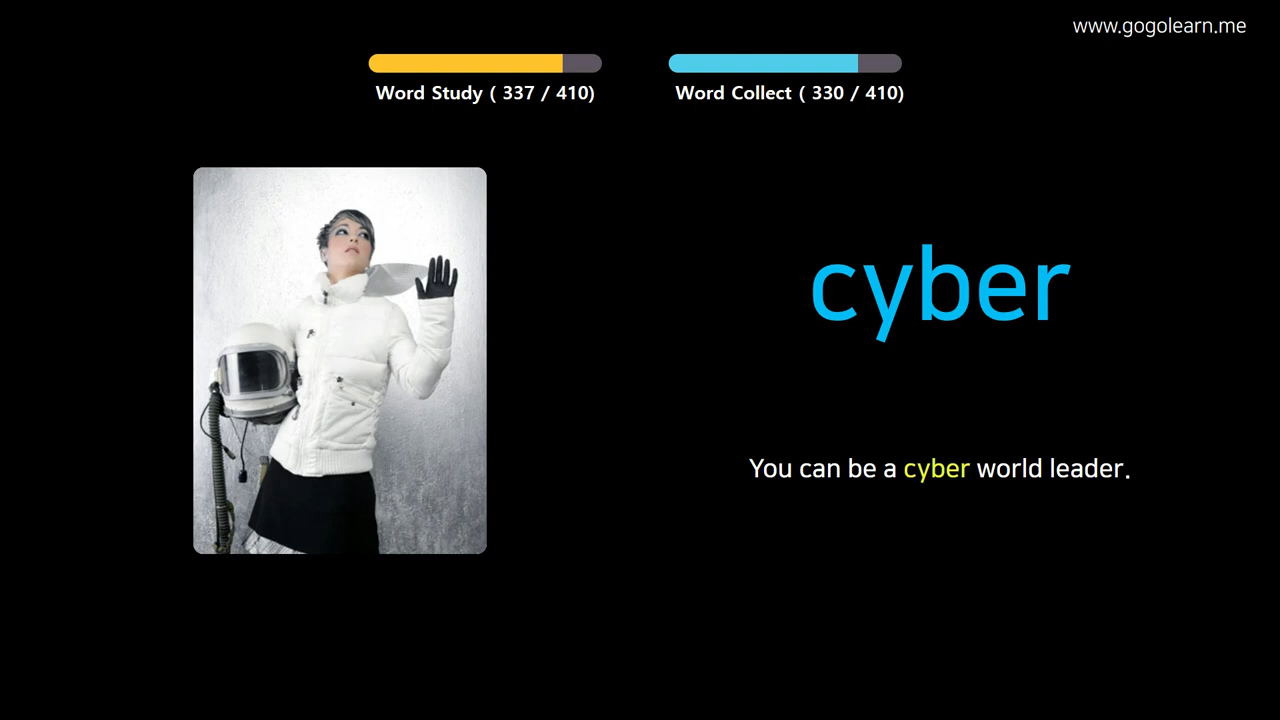 www.gogolearn.me
Word Study ( 337 / 410)
Word Collect ( 330 / 410)
cyber
You can be a cyber world leader.